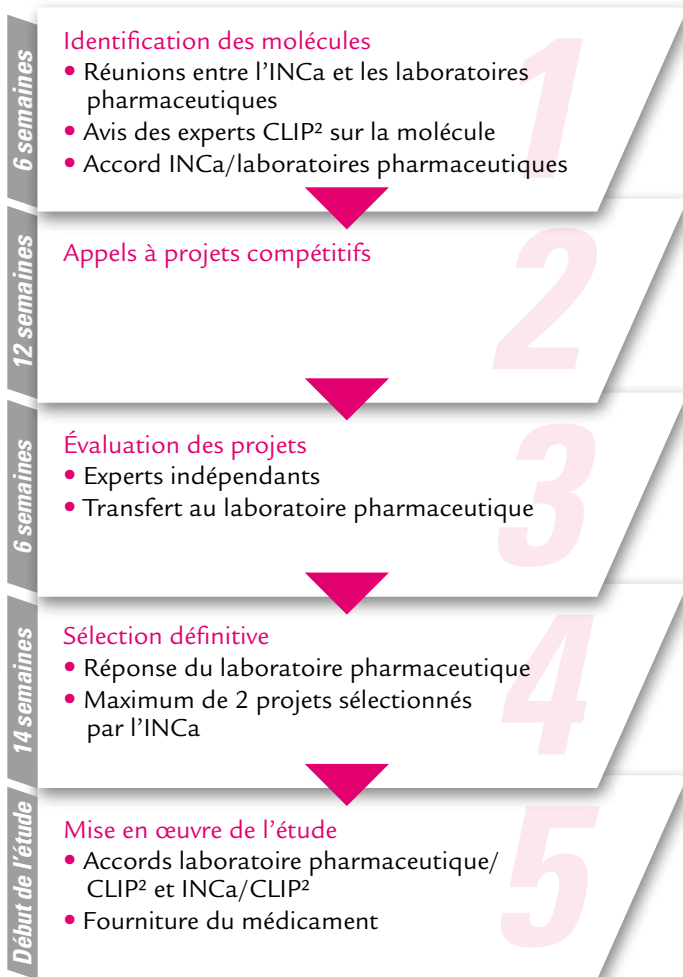 6 semaines
1
Identification des molécules
• Réunions entre l’INCa et les laboratoires
pharmaceutiques
• Avis des experts CLIP² sur la molécule
• Accord INCa/laboratoires pharmaceutiques
12 semaines
2
Appels à projets compétitifs
6 semaines
3
Évaluation des projets
• Experts indépendants
• Transfert au laboratoire pharmaceutique
14 semaines
4
Sélection définitive
• Réponse du laboratoire pharmaceutique
• Maximum de 2 projets sélectionnés
par l’INCa
Début de l’étude
5
Mise en œuvre de l’étude
• Accords laboratoire pharmaceutique/
CLIP² et INCa/CLIP²
• Fourniture du médicament